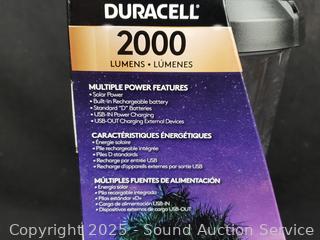 DURACELL®
2000
LUMENS • LÚMENES
MULTIPLE POWER FEATURES
• Solar Power
• Built-In Rechargeable battery
• Standard "D" Batteries
• USB-IN Power Charging
• USB-OUT Charging External Devices
CARACTÉRISTIQUES ÉNERGÉTIQUES
• Énergie solaire
• Pile rechargeable intégrée
• Piles D standards
• Recharge par entrée USB
• Recharge d'appareils externes par sortie USB
MÚLTIPLES FUENTES DE ALIMENTACIÓN
• Energía solar
• Pila recargable integrada
• Pilas estándar «D»
• Carga de alimentación USB-IN
• Dispositivos externos de carga USB-OUT
Copyright 2025 - Sound Auction Service